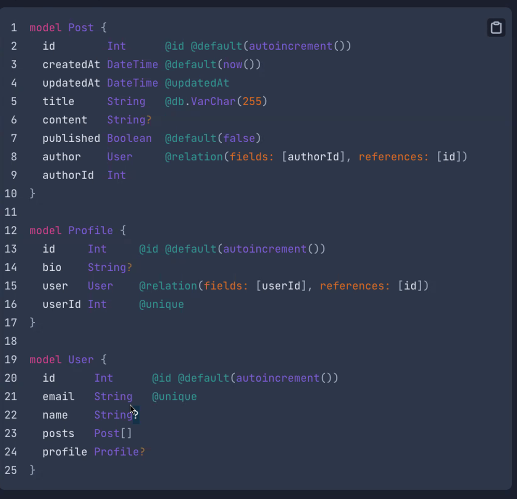 1 model Post {
2 id Int @id @default(autoincrement())
3 createdAt DateTime @default(now())
4 updatedAt DateTime @updatedAt
5 title String @db.VarChar(255)
6 content String?
7 published Boolean @default(false)
8 author User @relation(fields: [authorId], references: [id])
9 authorId Int
10 }
11
12 model Profile {
13 id Int @id @default(autoincrement())
14 bio String?
15 user User @relation(fields: [userId], references: [id])
16 userId Int @unique
17 }
18
19 model User {
20 id Int @id @default(autoincrement())
21 email String @unique
22 name String?
23 posts Post[]
24 profile Profile?
25 }